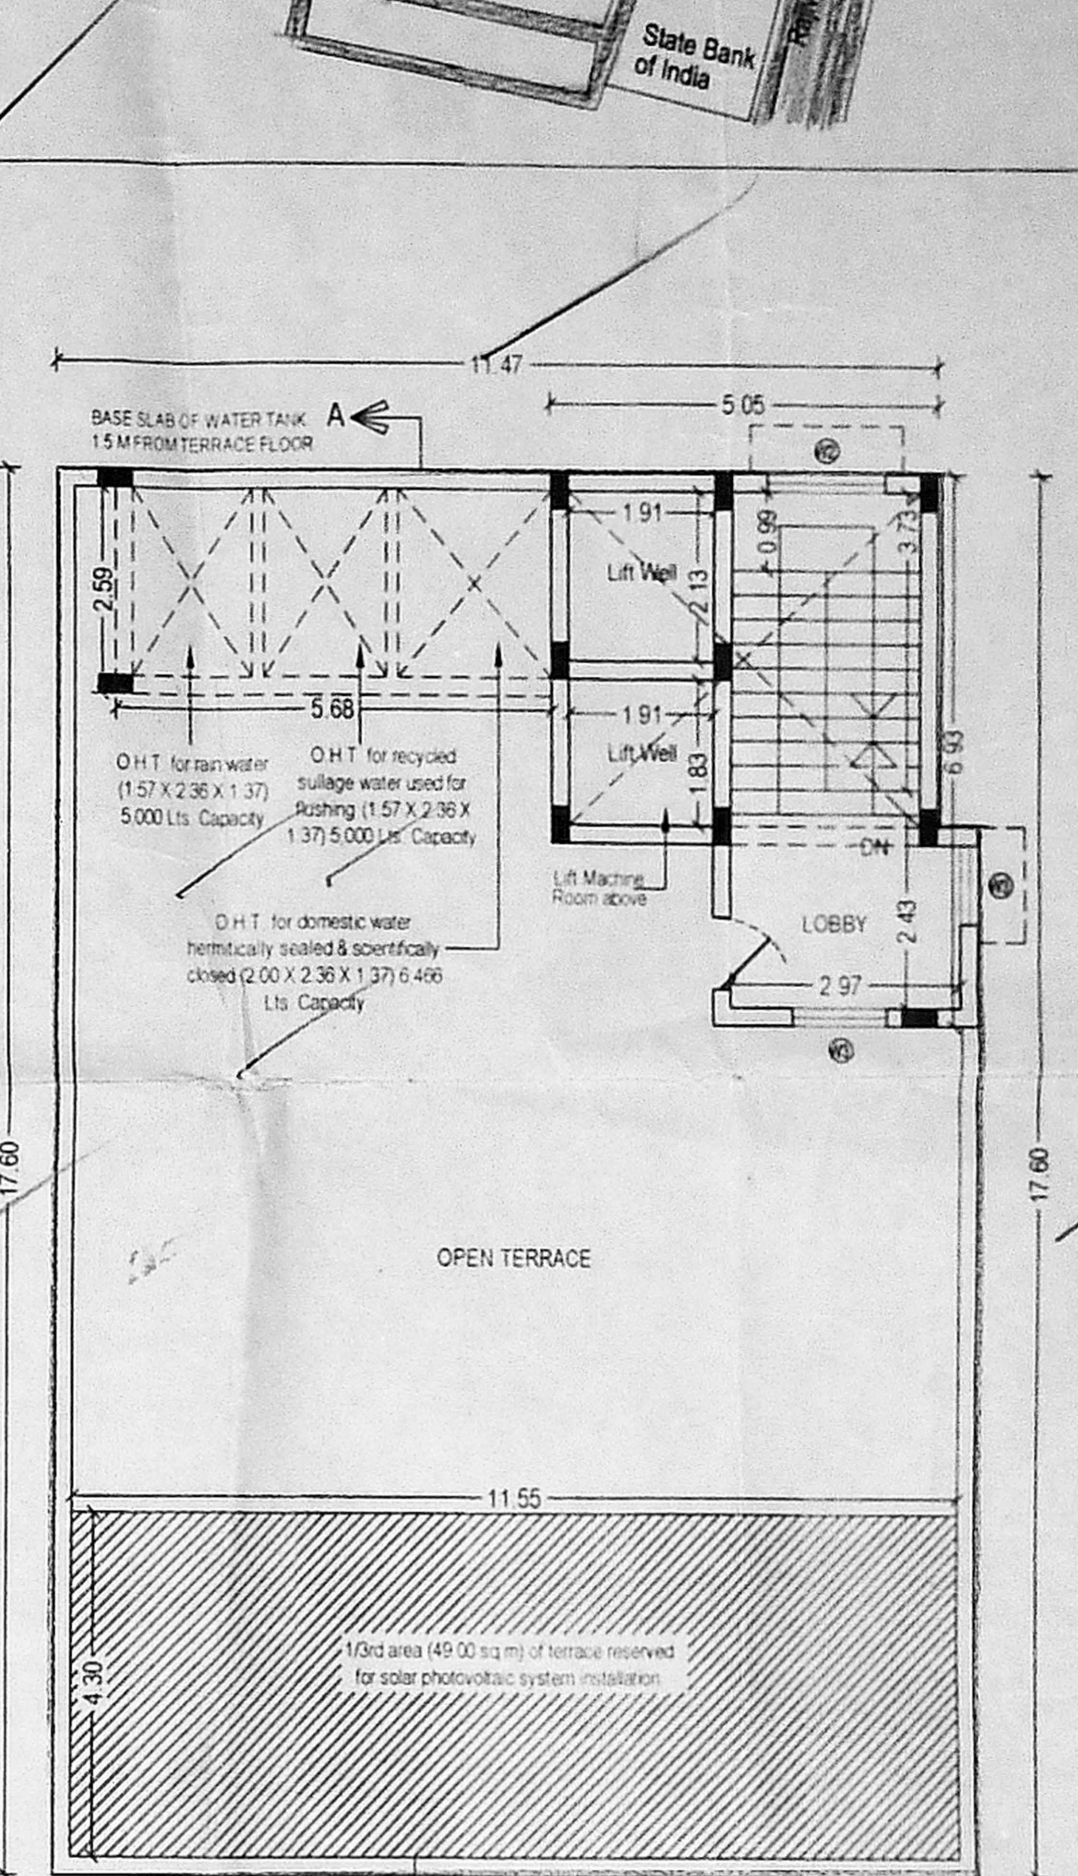 State Bank
of India
11.47
5.05
BASE SLAB OF WATER TANK
1.5 M FROM TERRACE FLOOR
A
W2
1.91
0.99
3.73
Lift Well
2.13
2.59
5.68
1.91
Lift Well
1.83
6.93
O.H.T. for rain water
(1.57 X 2.36 X 1.37)
5,000 Lts. Capacity
O.H.T. for recycled
sullage water used for
flushing (1.57 X 2.36 X
1.37) 5,000 Lts. Capacity
DN
Lift Machine
Room above
O.H.T. for domestic water
hermitically sealed & scientifically
closed (2.00 X 2.36 X 1.37) 6,466
Lts. Capacity
LOBBY
2.43
2.97
17.60
17.60
OPEN TERRACE
11.55
4.30
1/3rd area (49.00 sq.m) of terrace reserved
for solar photovoltaic system installation